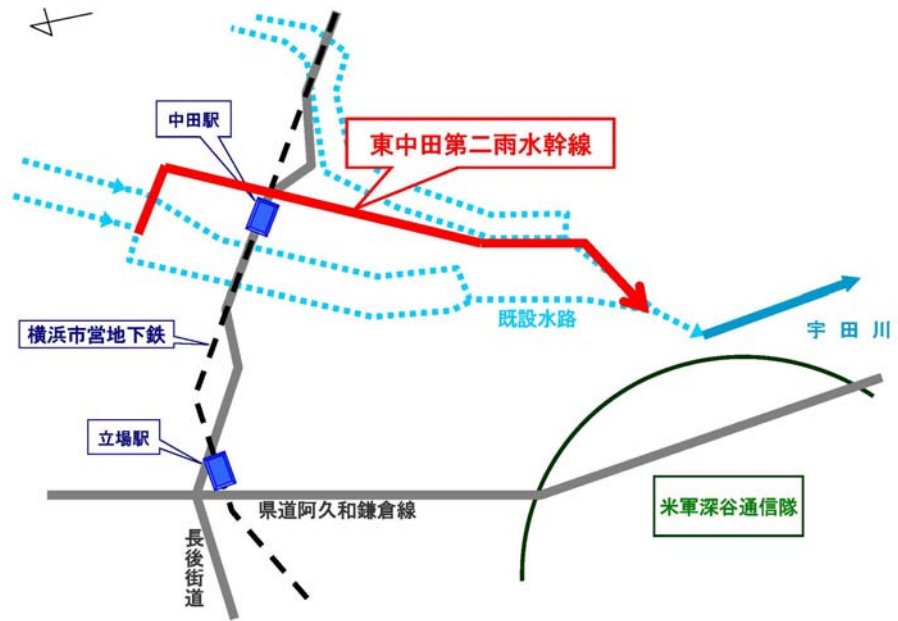 中田駅
東中田第二雨水幹線
横浜市営地下鉄
既設水路
宇田川
立場駅
県道阿久和鎌倉線
米軍深谷通信隊
長後街道